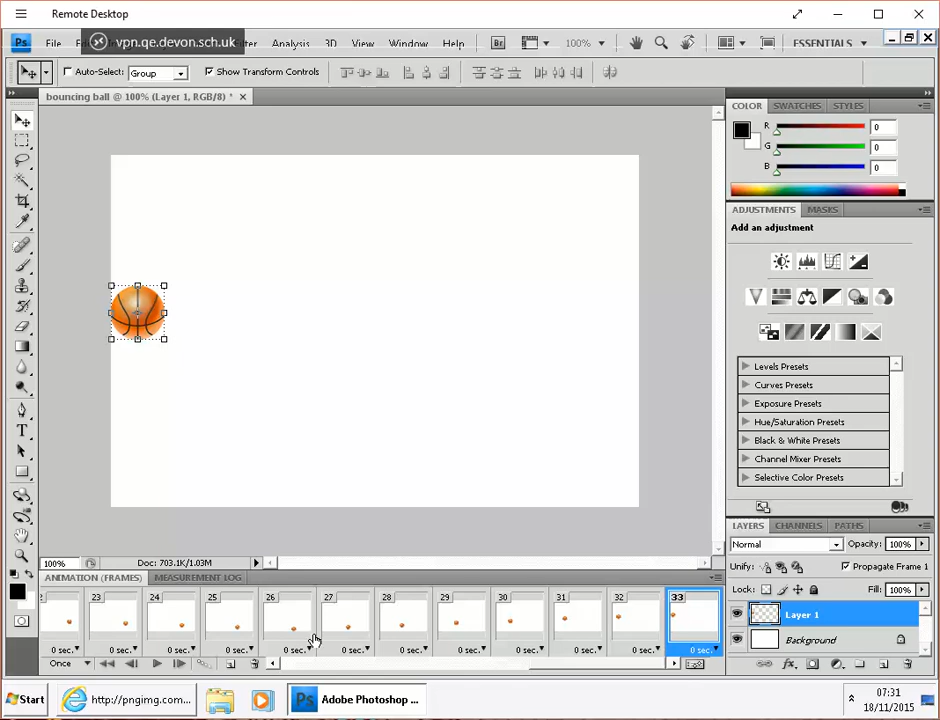 Remote Desktop
Ps File vpn.qe.devon.sch.uk Filter Analysis 3D View Window Help Br 100% ESSENTIALS
Auto-Select: Group Show Transform Controls
bouncing ball @ 100% (Layer 1, RGB/8) *
COLOR SWATCHES STYLES
R 0
G 0
B 0
ADJUSTMENTS MASKS
Add an adjustment
Levels Presets
Curves Presets
Exposure Presets
Hue/Saturation Presets
Black & White Presets
Channel Mixer Presets
Selective Color Presets
LAYERS CHANNELS PATHS
Normal Opacity: 100%
Unify: Propagate Frame 1
Lock: Fill: 100%
Layer 1
Background
100% Doc: 703.1K/1.03M
ANIMATION (FRAMES) MEASUREMENT LOG
2 23 24 25 26 27 28 29 30 31 32 33
0 sec. 0 sec. 0 sec. 0 sec. 0 sec. 0 sec. 0 sec. 0 sec. 0 sec. 0 sec. 0 sec. 0 sec.
Once
Start http://pngimg.com... Ps Adobe Photoshop ... 07:31
18/11/2015